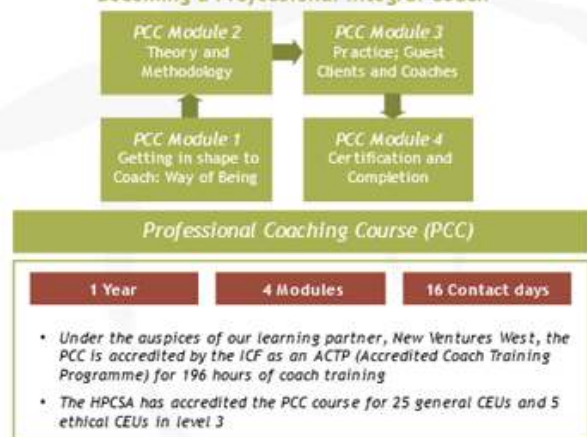 Becoming a Professional Integral Coach
PCC Module 2
Theory and
Methodology
PCC Module 3
Practice; Guest
Clients and Coaches
PCC Module 1
Getting in shape to
Coach: Way of Being
PCC Module 4
Certification and
Completion
Professional Coaching Course (PCC)
1 Year
4 Modules
16 Contact days
• Under the auspices of our learning partner, New Ventures West, the
PCC is accredited by the ICF as an ACTP (Accredited Coach Training
Programme) for 196 hours of coach training
• The HPCSA has accredited the PCC course for 25 general CEUs and 5
ethical CEUs in level 3